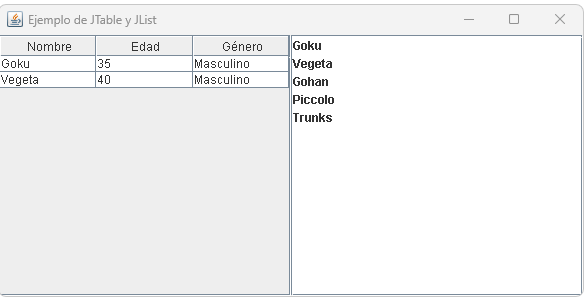 Ejemplo de JTable y JList
Nombre Edad Género
Goku 35 Masculino
Vegeta 40 Masculino
Goku
Vegeta
Gohan
Piccolo
Trunks